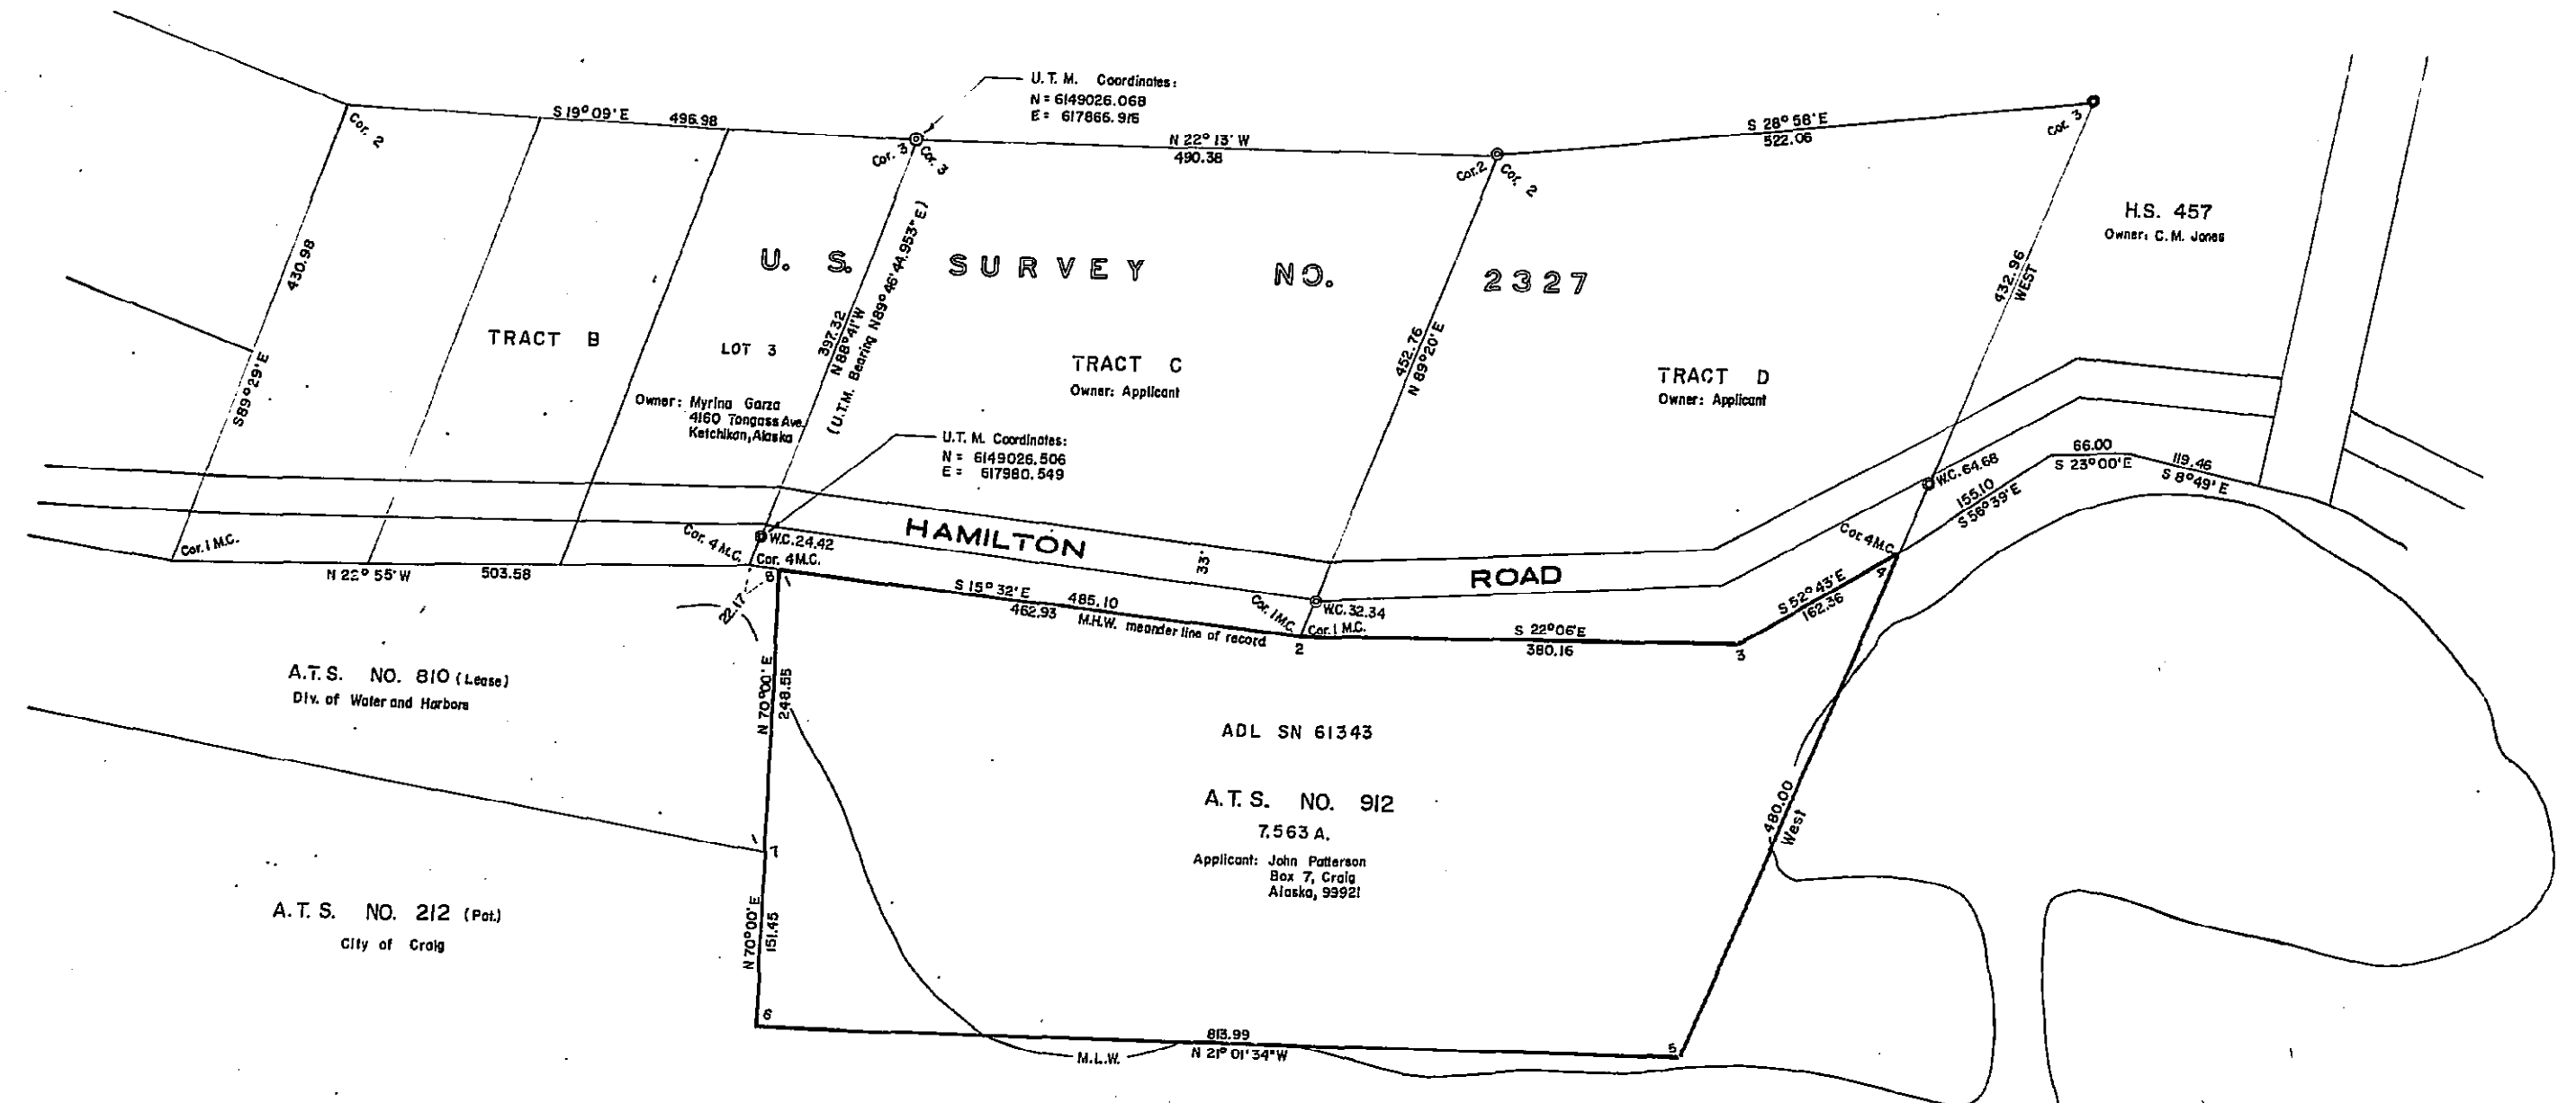 U.T.M. Coordinates:
N = 6149026.068
E = 617866.916
S 19° 09' E 496.98
N 22° 13' W
490.38
S 28° 58' E
522.06
Cor. 2
Cor. 3
Cor. 3
Cor. 2
Cor. 2
Cor. 3
H.S. 457
Owner: C.M. Jones
430.98
S 89° 29' E
U. S. SURVEY NO. 2327
397.32
N 88° 41' W
(U.T.M. Bearing N 89° 46' 44.953" E)
452.76
N 89° 20' E
432.96
WEST
TRACT B
LOT 3
Owner: Myrina Garza
4160 Tongass Ave.
Ketchikan, Alaska
TRACT C
Owner: Applicant
TRACT D
Owner: Applicant
U.T.M. Coordinates:
N = 6149026.506
E = 617980.549
66.00
S 23° 00' E
119.46
S 8° 49' E
W.C. 64.68
155.10
S 56° 39' E
Cor. 4 M.C.
Cor. 1 M.C.
N 22° 55' W 503.58
Cor. 4 M.C.
W.C. 24.42
Cor. 4 M.C.
HAMILTON ROAD
33'
8
1
22.17
S 15° 32' E 485.10
462.93 M.H.W. meander line of record
Cor. 1 M.C.
W.C. 32.34
Cor. 1 M.C.
2
S 22° 06' E
380.16
3
S 52° 43' E
162.36
4
A.T.S. NO. 810 (Lease)
Div. of Water and Harbors
N 70° 00' E
248.55
7
ADL SN 61343
A.T.S. NO. 912
7.563 A.
Applicant: John Patterson
Box 7, Craig
Alaska, 99921
480.00
West
A.T.S. NO. 212 (Pat.)
City of Craig
N 70° 00' E
151.45
6
813.99
N 21° 01' 34" W
M.L.W.
5